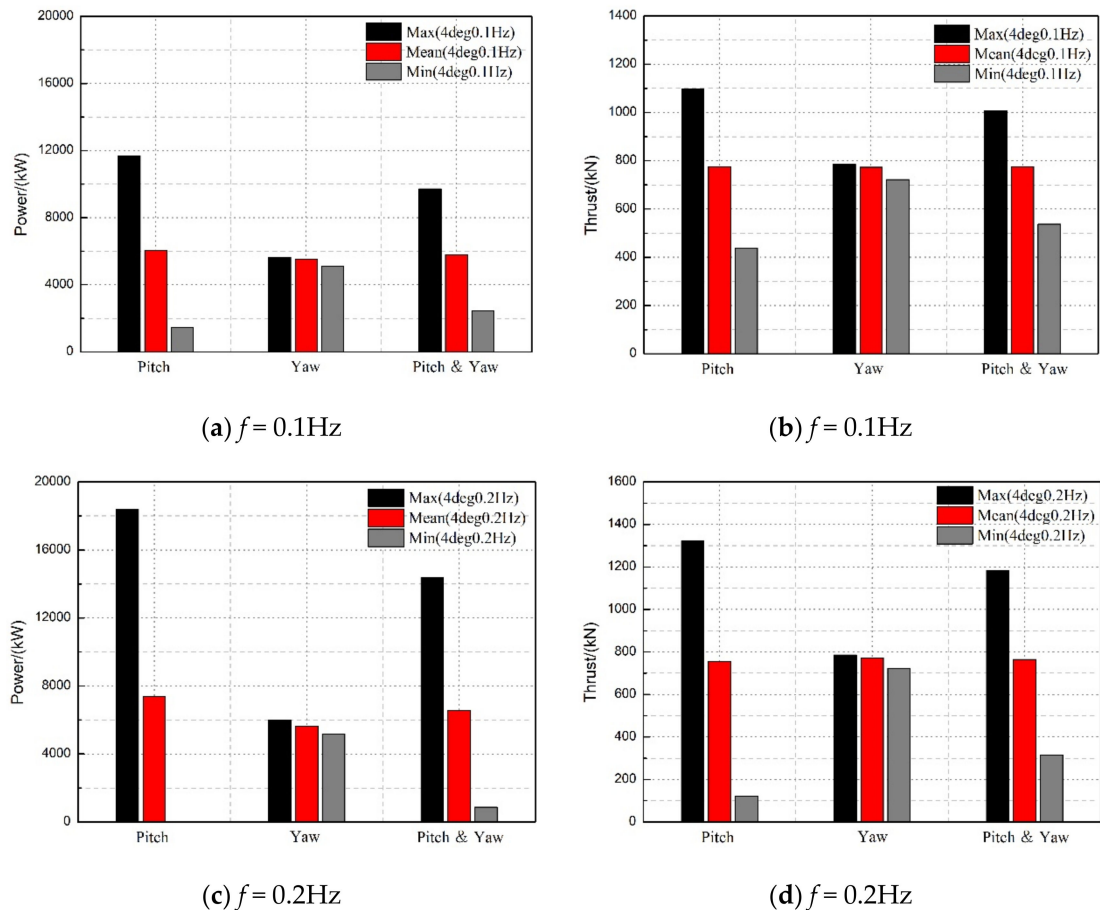 20000
16000
12000
8000
4000
0
Power/(kW)
Max(4deg0.1Hz)
Mean(4deg0.1Hz)
Min(4deg0.1Hz)
Pitch
Yaw
Pitch & Yaw
(a) f = 0.1Hz
1400
1200
1000
800
600
400
200
0
Thrust/(kN)
Max(4deg0.1Hz)
Mean(4deg0.1Hz)
Min(4deg0.1Hz)
Pitch
Yaw
Pitch & Yaw
(b) f = 0.1Hz
20000
16000
12000
8000
4000
0
Power/(kW)
Max(4deg0.2Hz)
Mean(4deg0.2Hz)
Min(4deg0.2Hz)
Pitch
Yaw
Pitch & Yaw
(c) f = 0.2Hz
1600
1400
1200
1000
800
600
400
200
0
Thrust/(kN)
Max(4deg0.2Hz)
Mean(4deg0.2Hz)
Min(4deg0.2Hz)
Pitch
Yaw
Pitch & Yaw
(d) f = 0.2Hz